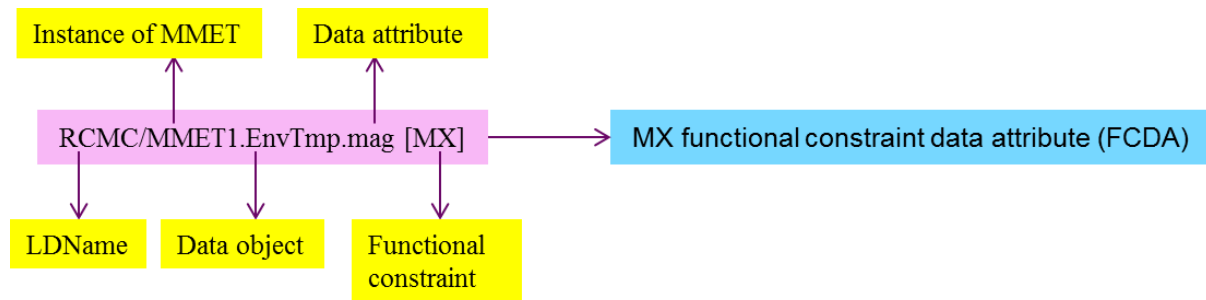 Instance of MMET
Data attribute
RCMC/MMET1.EnvTmp.mag [MX]
MX functional constraint data attribute (FCDA)
LDName
Data object
Functional
constraint